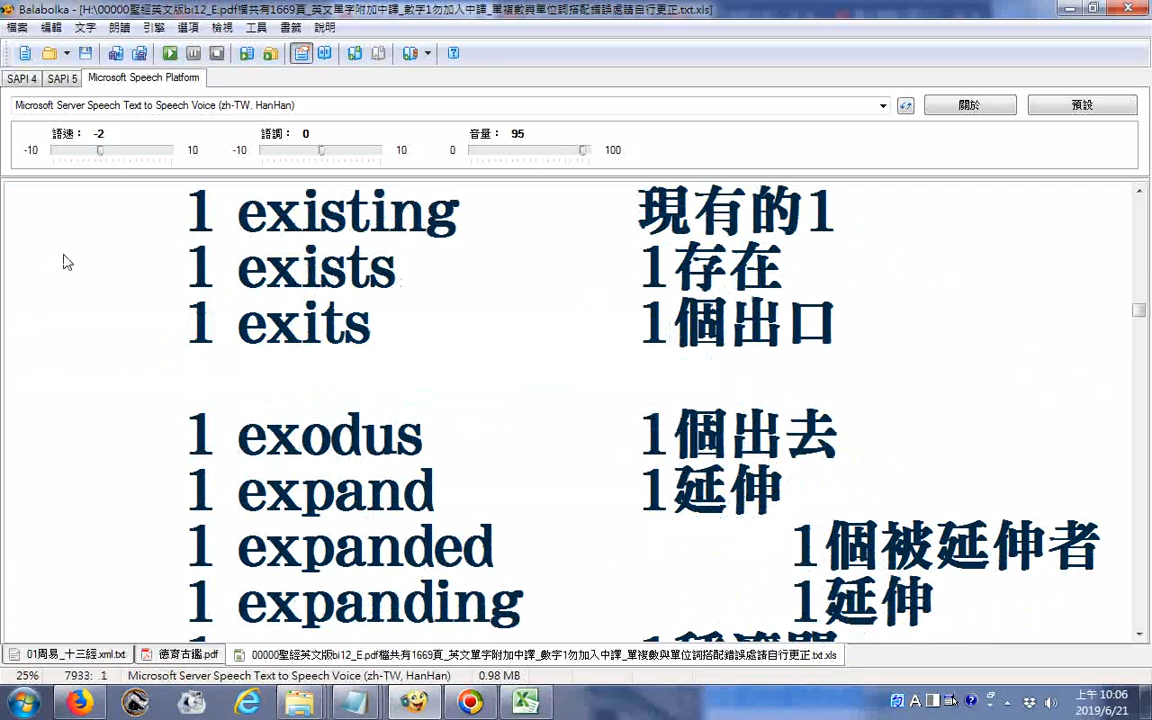 Balabolka - [H:\00000聖經英文版bi12_E.pdf檔共有1669頁_英文單字附加中譯_數字1勿加入中譯_單複數與單位詞搭配錯誤處請自行更正.txt.xls]
檔案 編輯 文字 朗讀 引擎 選項 檢視 工具 書籤 說明
SAPI 4 SAPI 5 Microsoft Speech Platform
Microsoft Server Speech Text to Speech Voice (zh-TW, HanHan) 關於 預設
語速： -2 語調： 0 音量： 95
-10 10 -10 10 0 100
1 existing 現有的1
1 exists 1存在
1 exits 1個出口
1 exodus 1個出去
1 expand 1延伸
1 expanded 1個被延伸者
1 expanding 1延伸
01周易_十三經.xml.txt 德育古鑑.pdf 00000聖經英文版bi12_E.pdf檔共有1669頁_英文單字附加中譯_數字1勿加入中譯_單複數與單位詞搭配錯誤處請自行更正.txt.xls
25% 7933: 1 Microsoft Server Speech Text to Speech Voice (zh-TW, HanHan) 0.98 MB
上午 10:06
2019/6/21